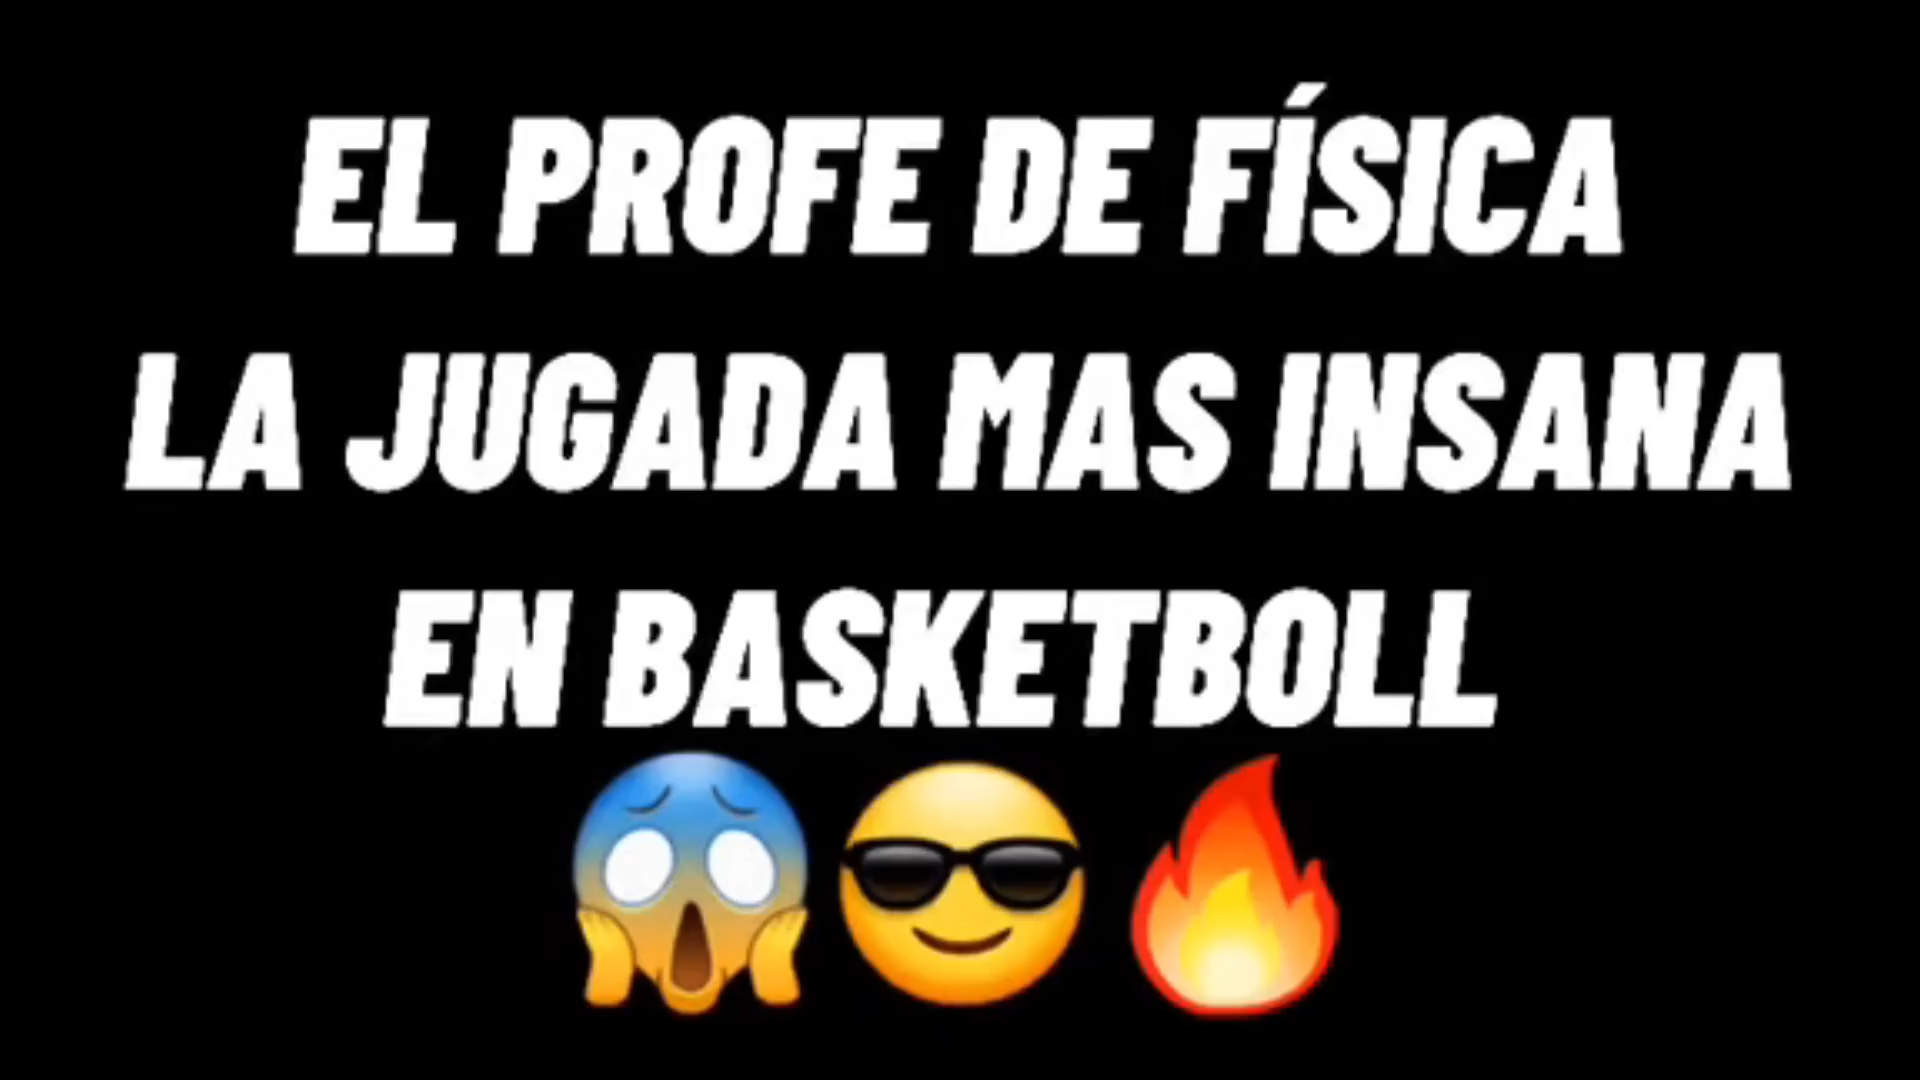 EL PROFE DE FÍSICA
LA JUGADA MAS INSANA
EN BASKETBOLL
😱😎🔥